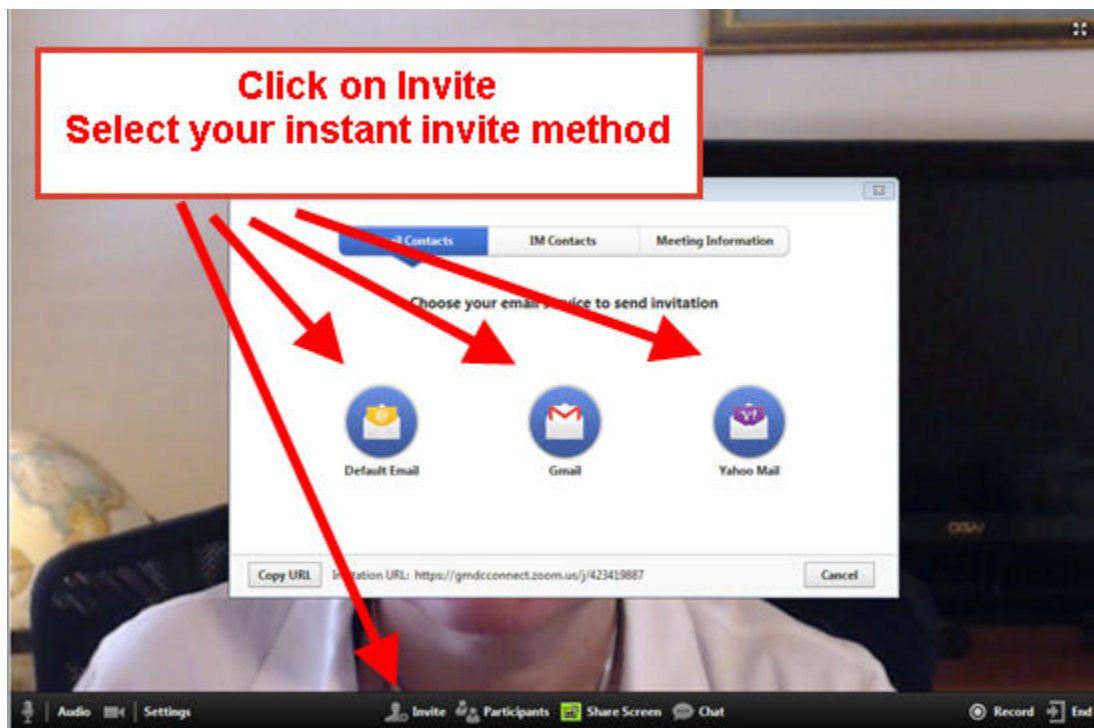 Click on Invite
Select your instant invite method
Contacts IM Contacts Meeting Information
Choose your email service to send invitation
Default Email Gmail Yahoo Mail
Copy URL Invitation URL: https://gmdcconnect.zoom.us/j/423419887 Cancel
Audio Settings Invite Participants Share Screen Chat Record End